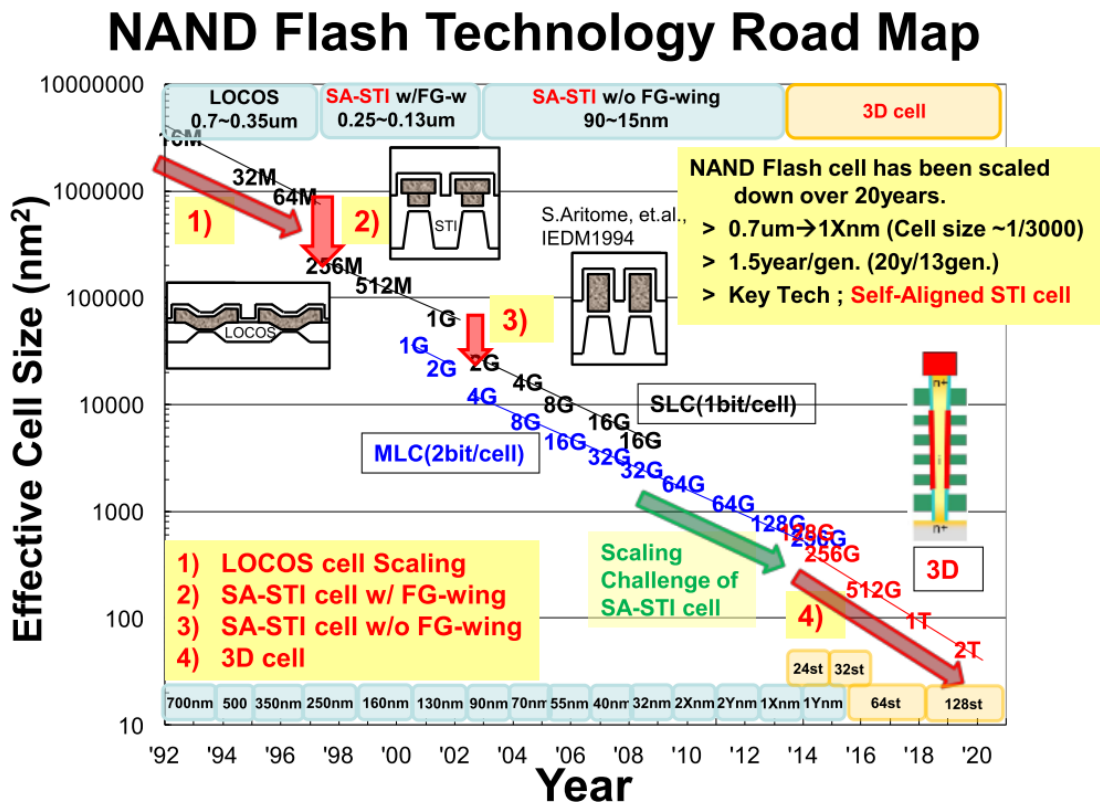 NAND Flash Technology Road Map
10000000
1000000
100000
10000
1000
100
10
Effective Cell Size (nm²)
LOCOS
0.7~0.35um
SA-STI w/FG-w
0.25~0.13um
SA-STI w/o FG-wing
90~15nm
3D cell
16M
32M
64M
256M
512M
1G
2G
4G
8G
16G
16G
1G
2G
4G
8G
16G
32G
32G
64G
64G
128G
256G
128G
256G
512G
1T
2T
1)
2)
3)
4)
STI
LOCOS
S.Aritome, et.al.,
IEDM1994
NAND Flash cell has been scaled
down over 20years.
> 0.7um→1Xnm (Cell size ~1/3000)
> 1.5year/gen. (20y/13gen.)
> Key Tech ; Self-Aligned STI cell
SLC(1bit/cell)
MLC(2bit/cell)
n+
n+
3D
Scaling
Challenge of
SA-STI cell
1) LOCOS cell Scaling
2) SA-STI cell w/ FG-wing
3) SA-STI cell w/o FG-wing
4) 3D cell
24st 32st
700nm 500 350nm 250nm 160nm 130nm 90nm 70nm 55nm 40nm 32nm 2Xnm 2Ynm 1Xnm 1Ynm 64st 128st
'92 '94 '96 '98 '00 '02 '04 '06 '08 '10 '12 '14 '16 '18 '20
Year